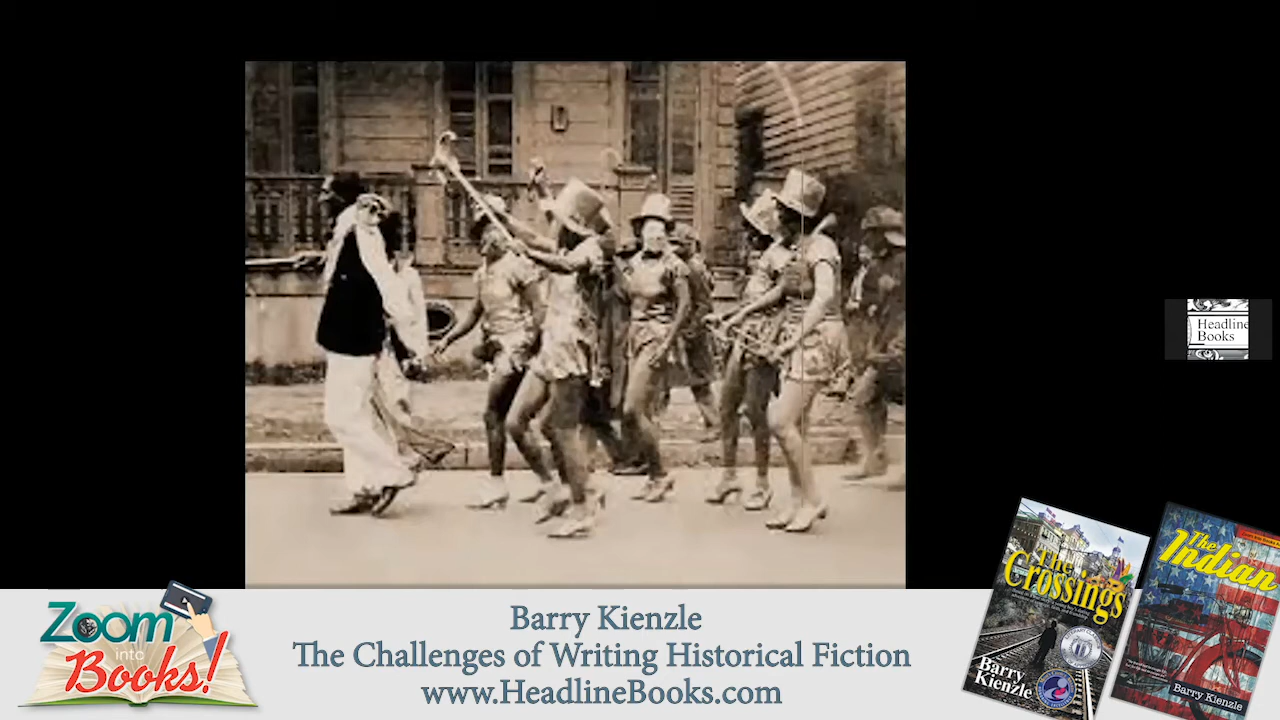 Headline
Books
Zoom
into
Books!
Barry Kienzle
The Challenges of Writing Historical Fiction
www.HeadlineBooks.com
The
Crossings
Barry
Kienzle
The
Indian
Barry Kienzle